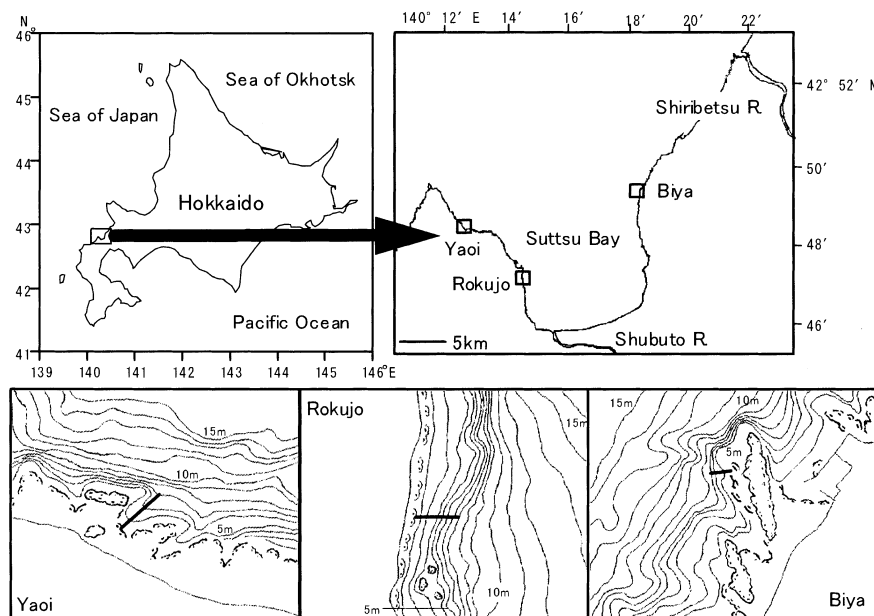 N°
46
45
44
43
42
41
139
140
141
142
143
144
145
146°E
Sea of Okhotsk
Sea of Japan
Hokkaido
Pacific Ocean
140° 12′ E
14′
16′
18′
20′
22′
42° 52′ N
50′
48′
46′
Shiribetsu R.
Biya
Yaoi
Suttsu Bay
Rokujo
Shubuto R.
5km
15m
10m
5m
Yaoi
Rokujo
15m
10m
5m
10m
15m
5m
Biya